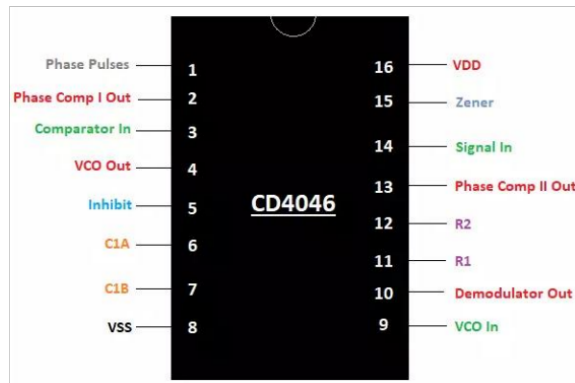 Phase Pulses 1
Phase Comp I Out 2
Comparator In 3
VCO Out 4
Inhibit 5
C1A 6
C1B 7
VSS 8
CD4046
16 VDD
15 Zener
14 Signal In
13 Phase Comp II Out
12 R2
11 R1
10 Demodulator Out
9 VCO In